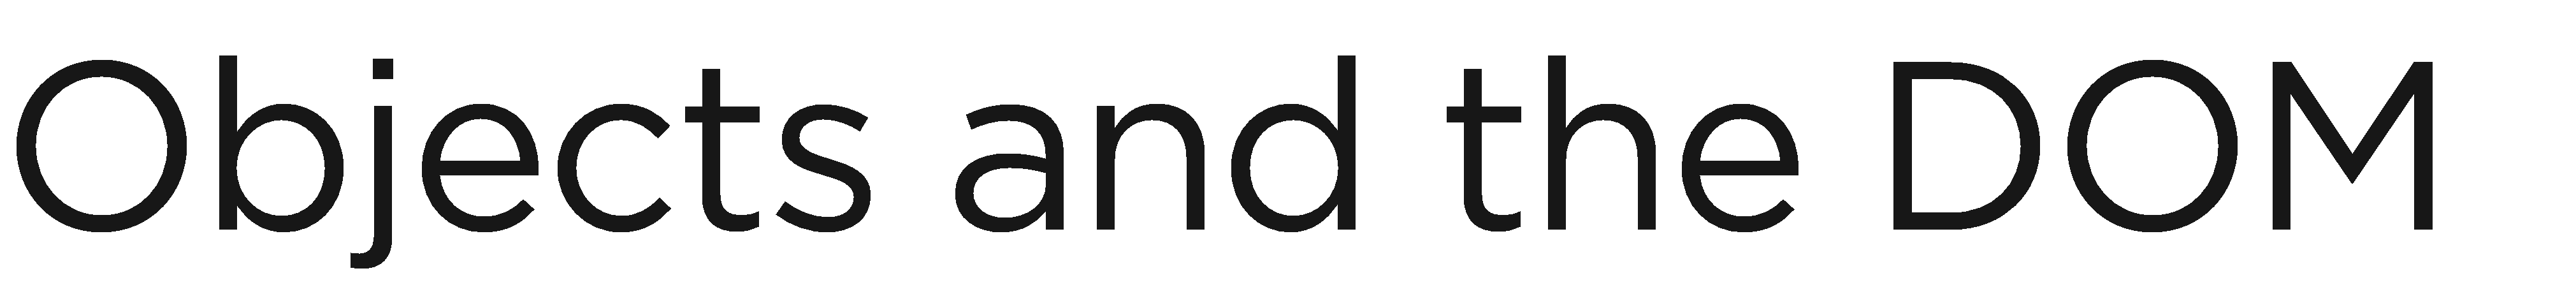 Objects and the DOM